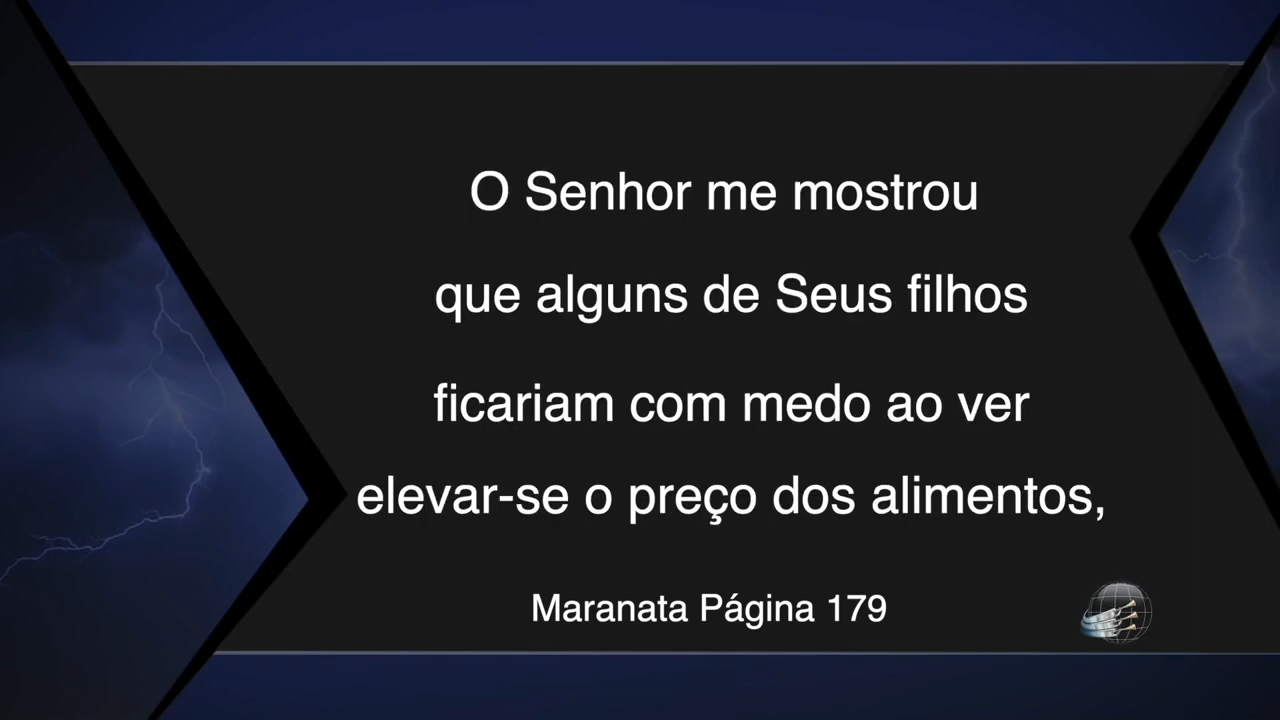 O Senhor me mostrou
que alguns de Seus filhos
ficariam com medo ao ver
elevar-se o preço dos alimentos,
Maranata Página 179